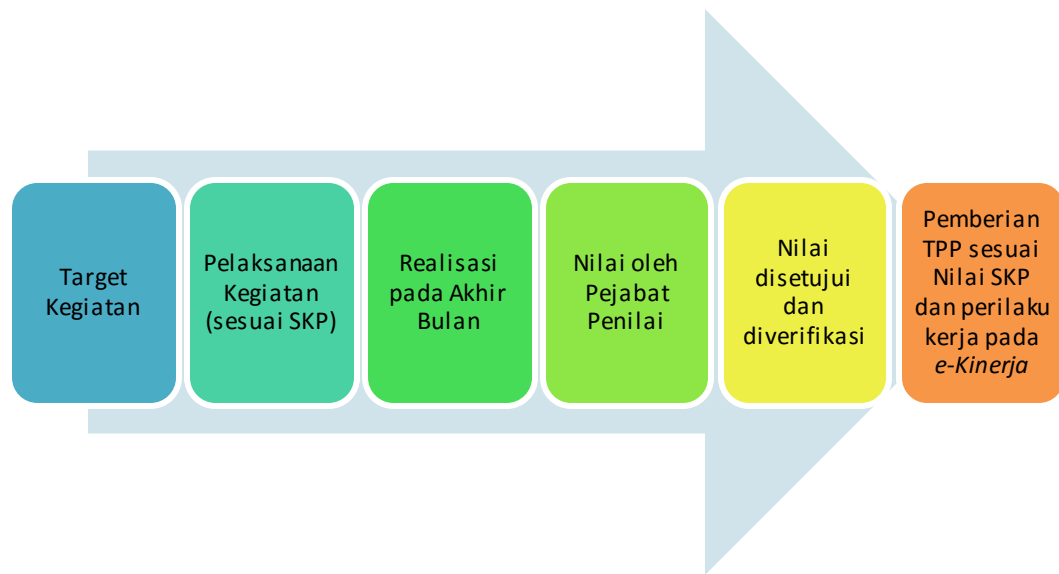 Target
Kegiatan
Pelaksanaan
Kegiatan
(sesuai SKP)
Realisasi
pada Akhir
Bulan
Nilai oleh
Pejabat
Penilai
Nilai
disetujui
dan
diverifikasi
Pemberian
TPP sesuai
Nilai SKP
dan perilaku
kerja pada
e-Kinerja